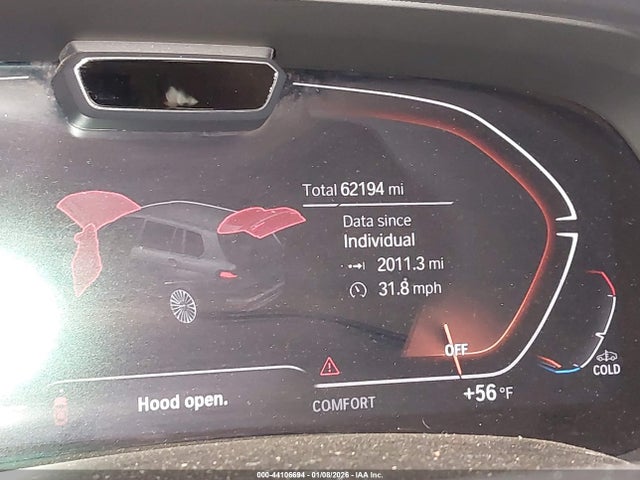 Total 62194 mi
Data since
Individual
2011.3 mi
31.8 mph
OFF
COLD
Hood open.
COMFORT
+56 °F
000-44106694 | 01/08/2026 | IAA Inc.